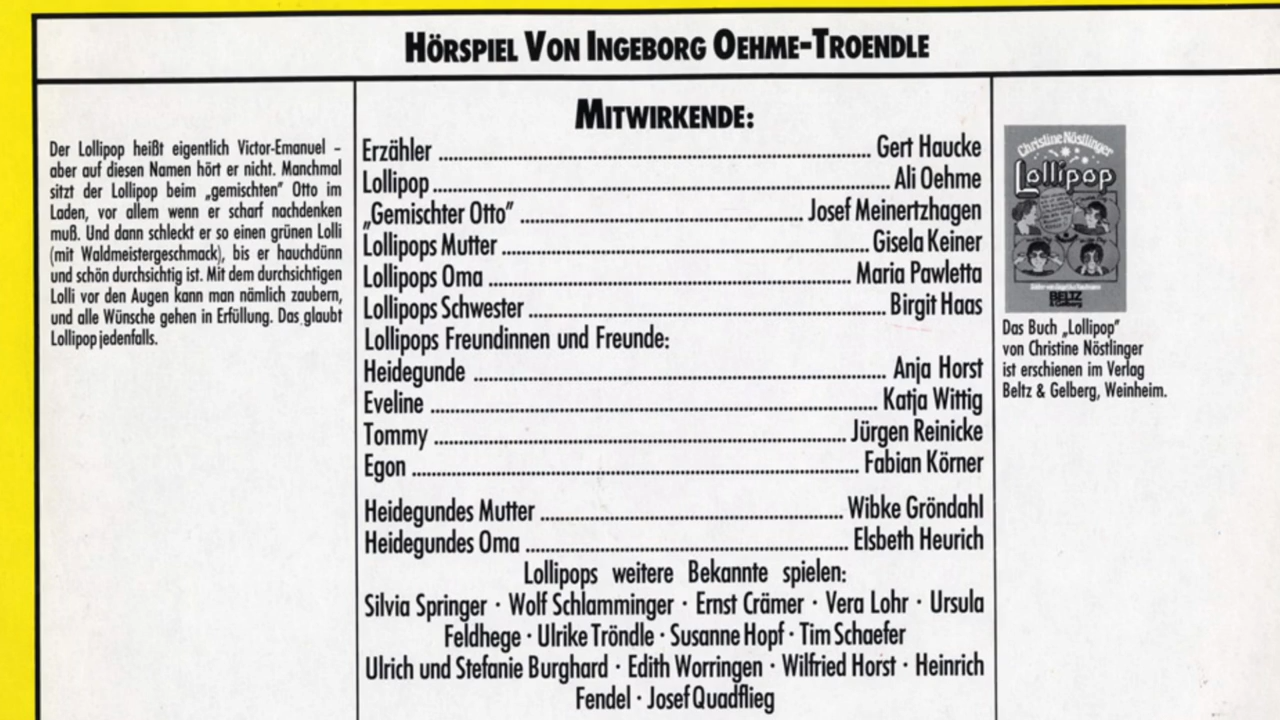 HÖRSPIEL VON INGEBORG OEHME-TROENDLE
Der Lollipop heißt eigentlich Victor-Emanuel –
aber auf diesen Namen hört er nicht. Manchmal
sitzt der Lollipop beim „gemischten” Otto im
Laden, vor allem wenn er scharf nachdenken
muß. Und dann schleckt er so einen grünen Lolli
(mit Waldmeistergeschmack), bis er hauchdünn
und schön durchsichtig ist. Mit dem durchsichtigen
Lolli vor den Augen kann man nämlich zaubern,
und alle Wünsche gehen in Erfüllung. Das glaubt
Lollipop jedenfalls.
MITWIRKENDE:
Erzähler ........ Gert Haucke
Lollipop ........ Ali Oehme
„Gemischter Otto” ........ Josef Meinertzhagen
Lollipops Mutter ........ Gisela Keiner
Lollipops Oma ........ Maria Pawletta
Lollipops Schwester ........ Birgit Haas
Lollipops Freundinnen und Freunde:
Heidegunde ........ Anja Horst
Eveline ........ Katja Wittig
Tommy ........ Jürgen Reinicke
Egon ........ Fabian Körner
Heidegundes Mutter ........ Wibke Gröndahl
Heidegundes Oma ........ Elsbeth Heurich
Lollipops weitere Bekannte spielen:
Silvia Springer · Wolf Schlamminger · Ernst Crämer · Vera Lohr · Ursula
Feldhege · Ulrike Tröndle · Susanne Hopf · Tim Schaefer
Ulrich und Stefanie Burghard · Edith Worringen · Wilfried Horst · Heinrich
Fendel · Josef Quadflieg
Christine Nöstlinger
Lollipop
BELTZ
Das Buch „Lollipop”
von Christine Nöstlinger
ist erschienen im Verlag
Beltz & Gelberg, Weinheim.